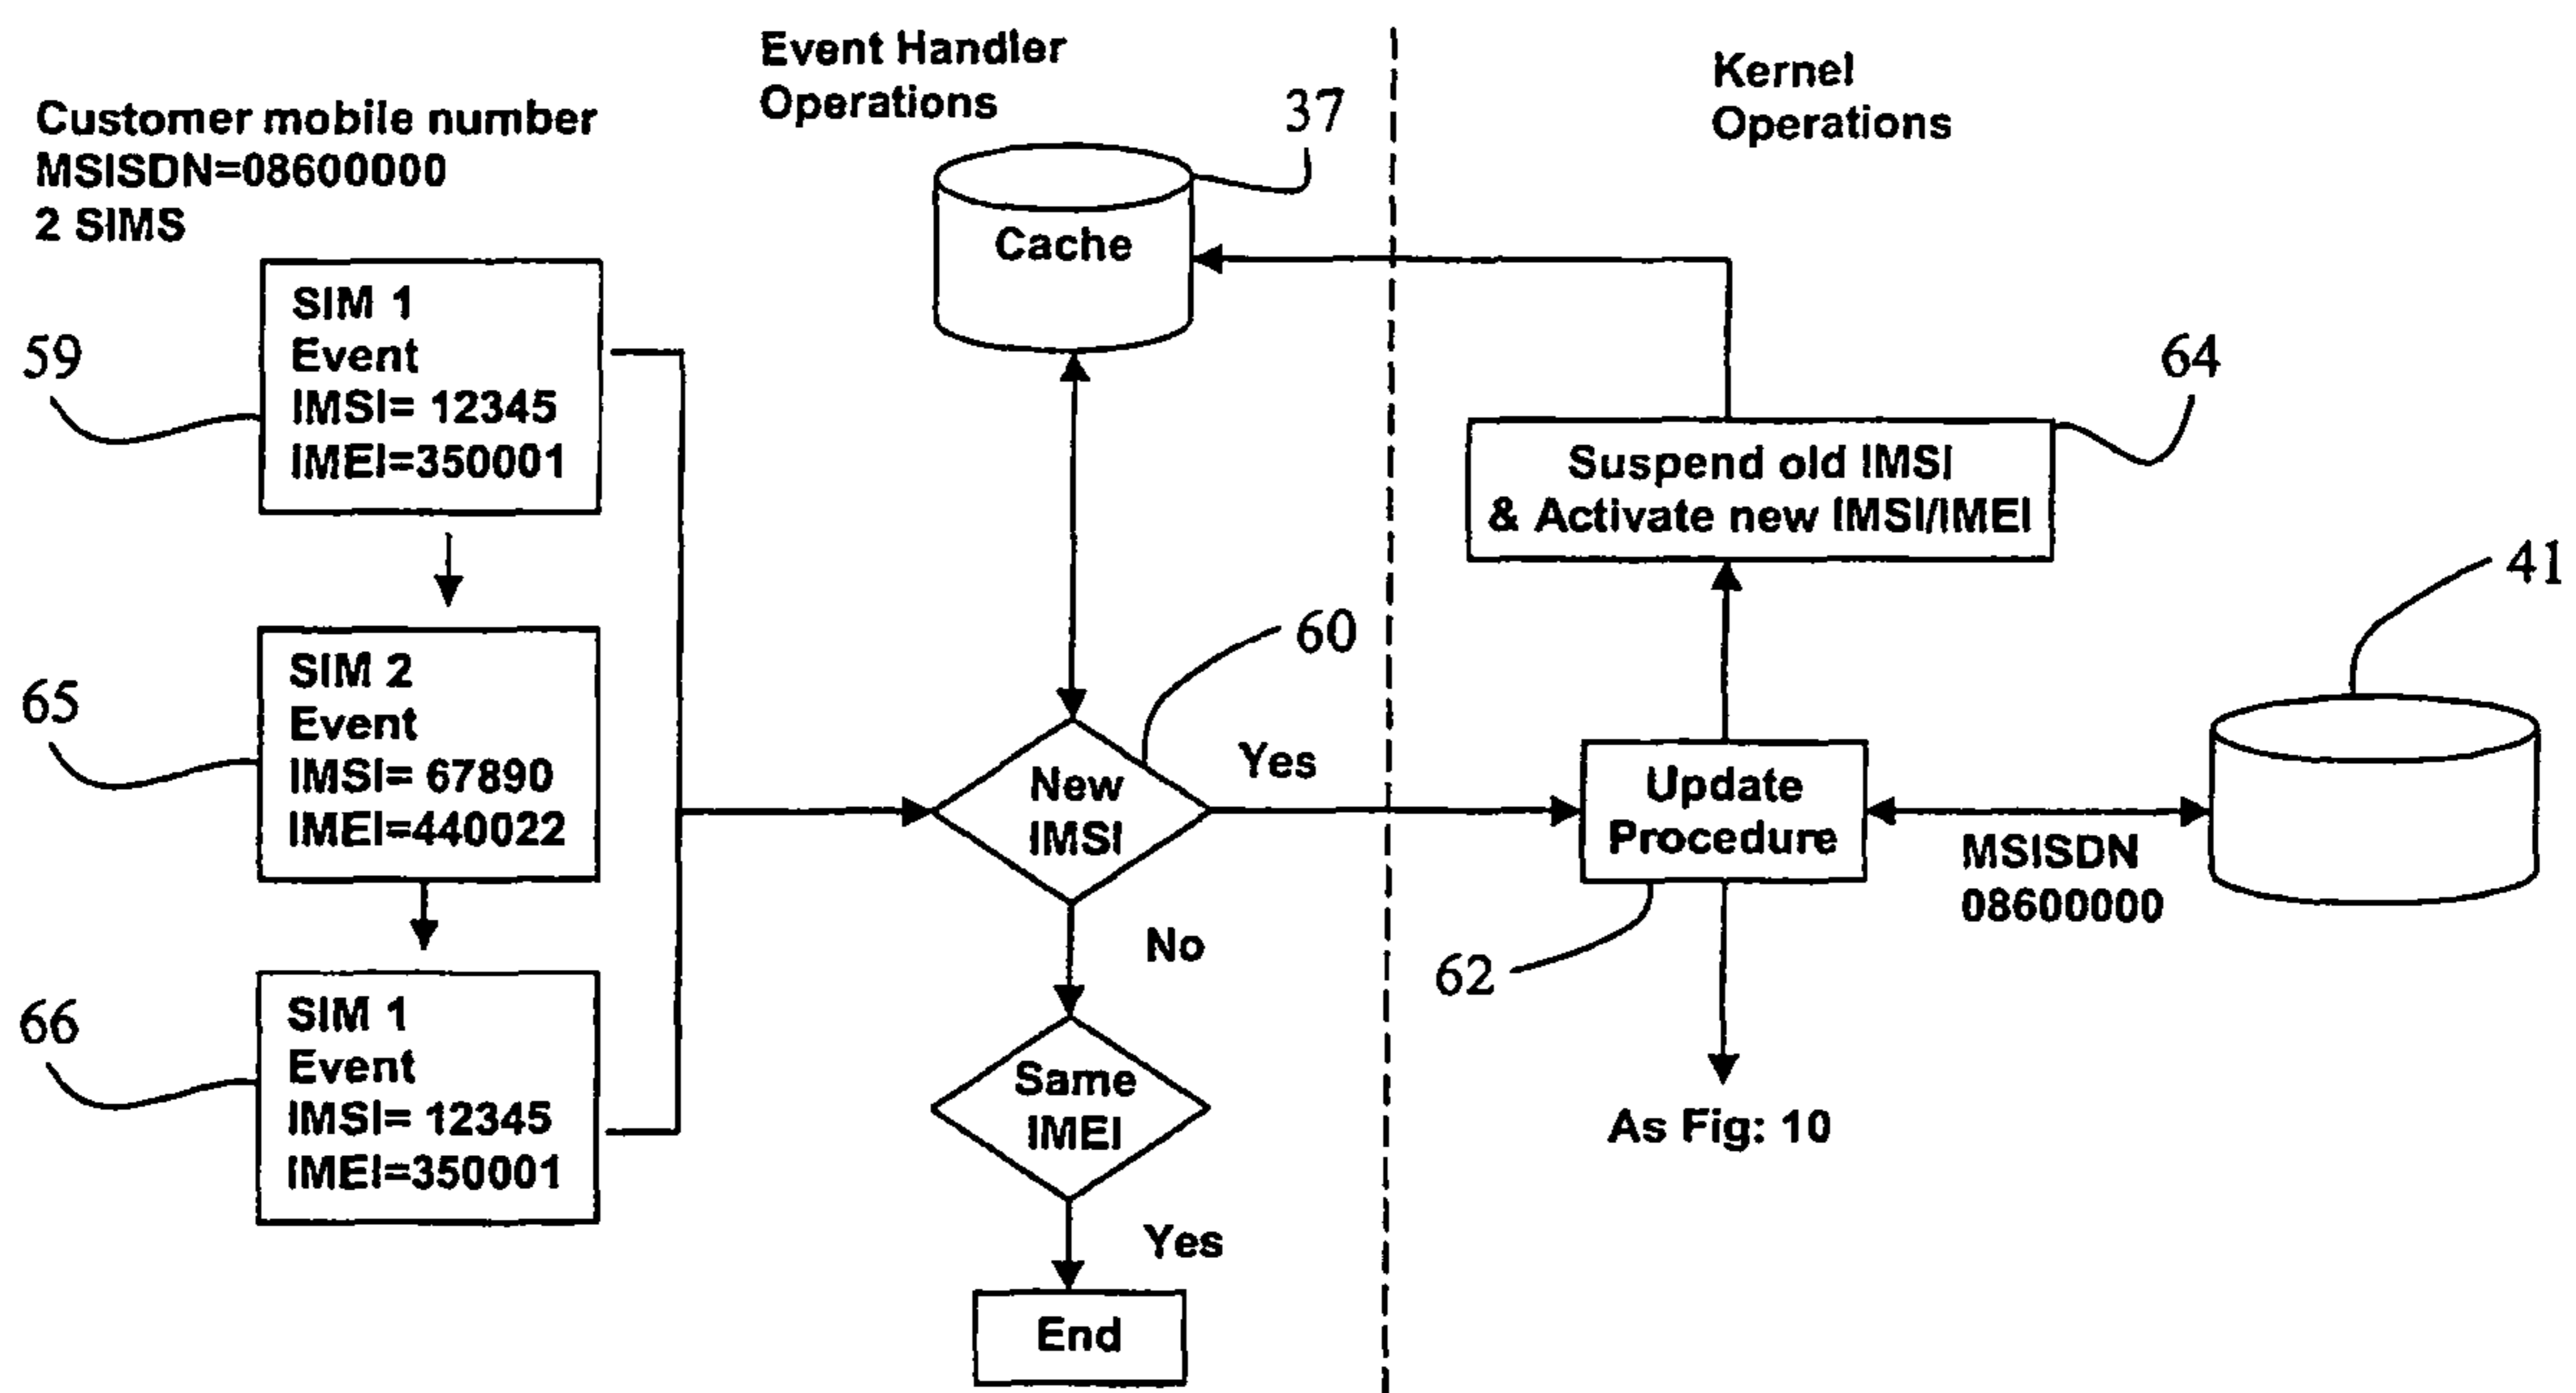 Event Handler
Operations
Kernel
Operations
Customer mobile number
MSISDN=08600000
2 SIMS
37
Cache
SIM 1
Event
IMSI= 12345
IMEI=350001
59
64
Suspend old IMSI
& Activate new IMSI/IMEI
41
SIM 2
Event
IMSI= 67890
IMEI=440022
65
60
New
IMSI
Yes
Update
Procedure
MSISDN
08600000
62
No
SIM 1
Event
IMSI= 12345
IMEI=350001
66
Same
IMEI
As Fig: 10
Yes
End